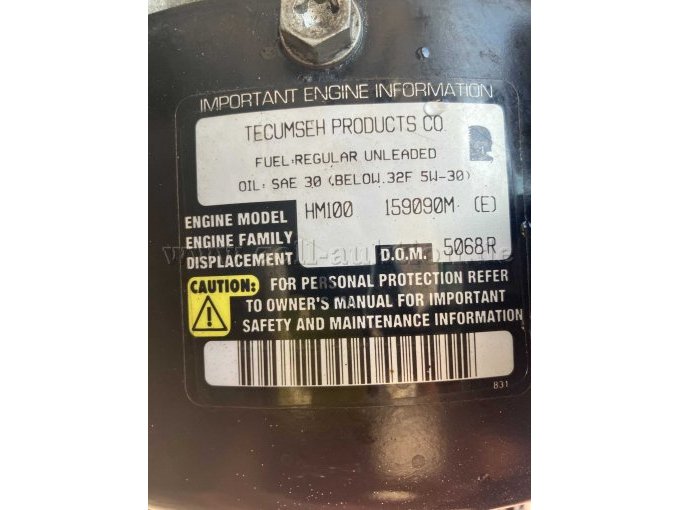 IMPORTANT ENGINE INFORMATION
TECUMSEH PRODUCTS CO
FUEL:REGULAR UNLEADED
OIL: SAE 30 (BELOW.32F 5W-30)
ENGINE MODEL HM100 159090M (E)
ENGINE FAMILY
DISPLACEMENT D.O.M. 5068R
CAUTION: FOR PERSONAL PROTECTION REFER
TO OWNER'S MANUAL FOR IMPORTANT
SAFETY AND MAINTENANCE INFORMATION
831